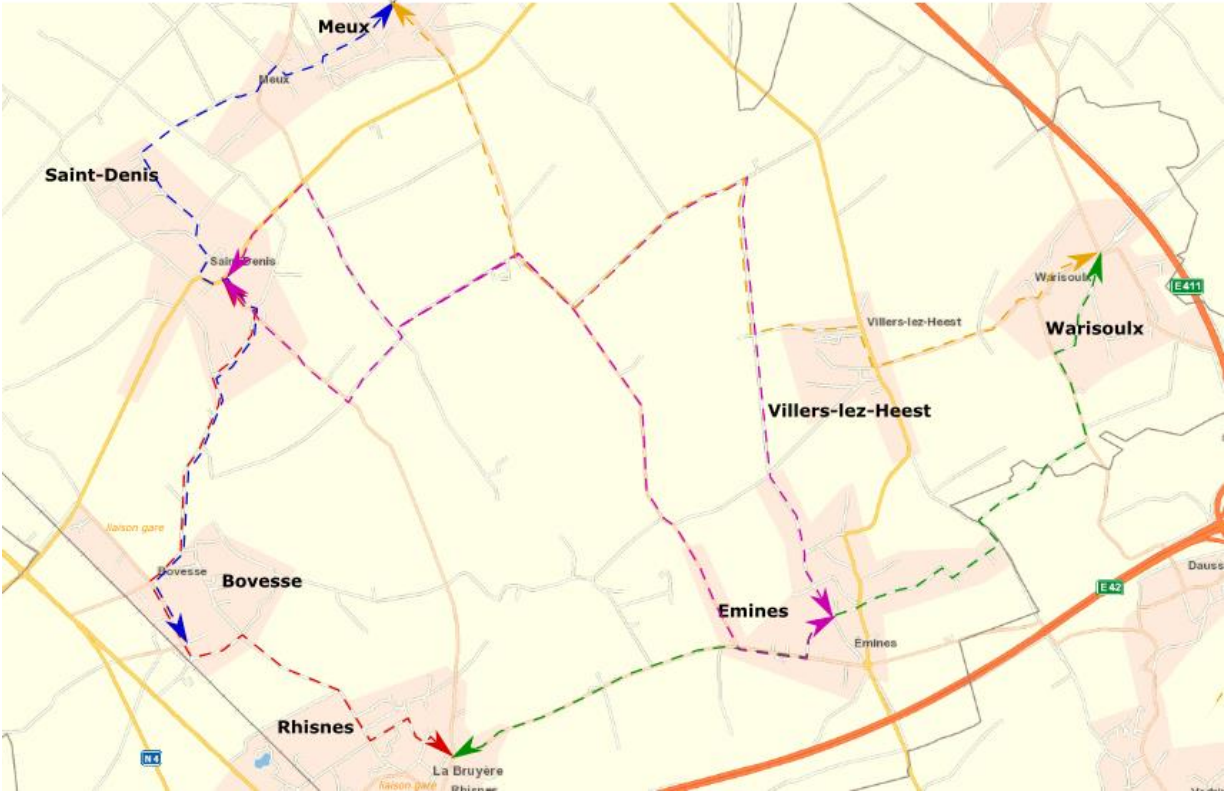 Meux
Meux
Saint-Denis
Saint-Denis
Warisoulx
E411
Villers-lez-Heest
Warisoulx
Villers-lez-Heest
liaison gare
Bovesse
Bovesse
Dauss
E42
Emines
Emines
Rhisnes
N4
La Bruyère
Rhisnes
liaison gare